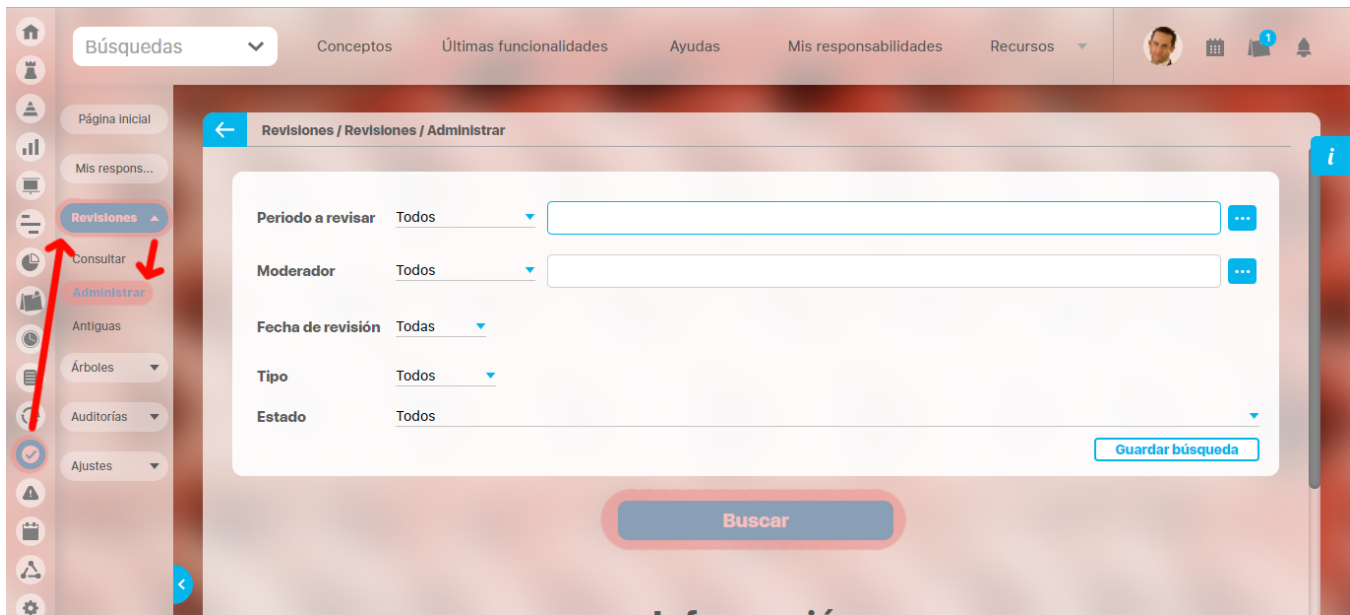 Búsquedas
Conceptos
Últimas funcionalidades
Ayudas
Mis responsabilidades
Recursos
1
Página inicial
Mis respons...
Revisiones
Consultar
Administrar
Antiguas
Árboles
Auditorías
Ajustes
Revisiones / Revisiones / Administrar
i
Periodo a revisar Todos
Moderador Todos
Fecha de revisión Todas
Tipo Todos
Estado Todos
Guardar búsqueda
Buscar
Información